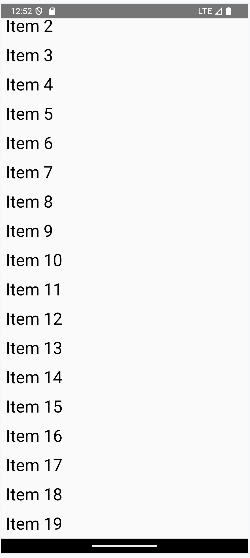 12:52 LTE
Item 2
Item 3
Item 4
Item 5
Item 6
Item 7
Item 8
Item 9
Item 10
Item 11
Item 12
Item 13
Item 14
Item 15
Item 16
Item 17
Item 18
Item 19